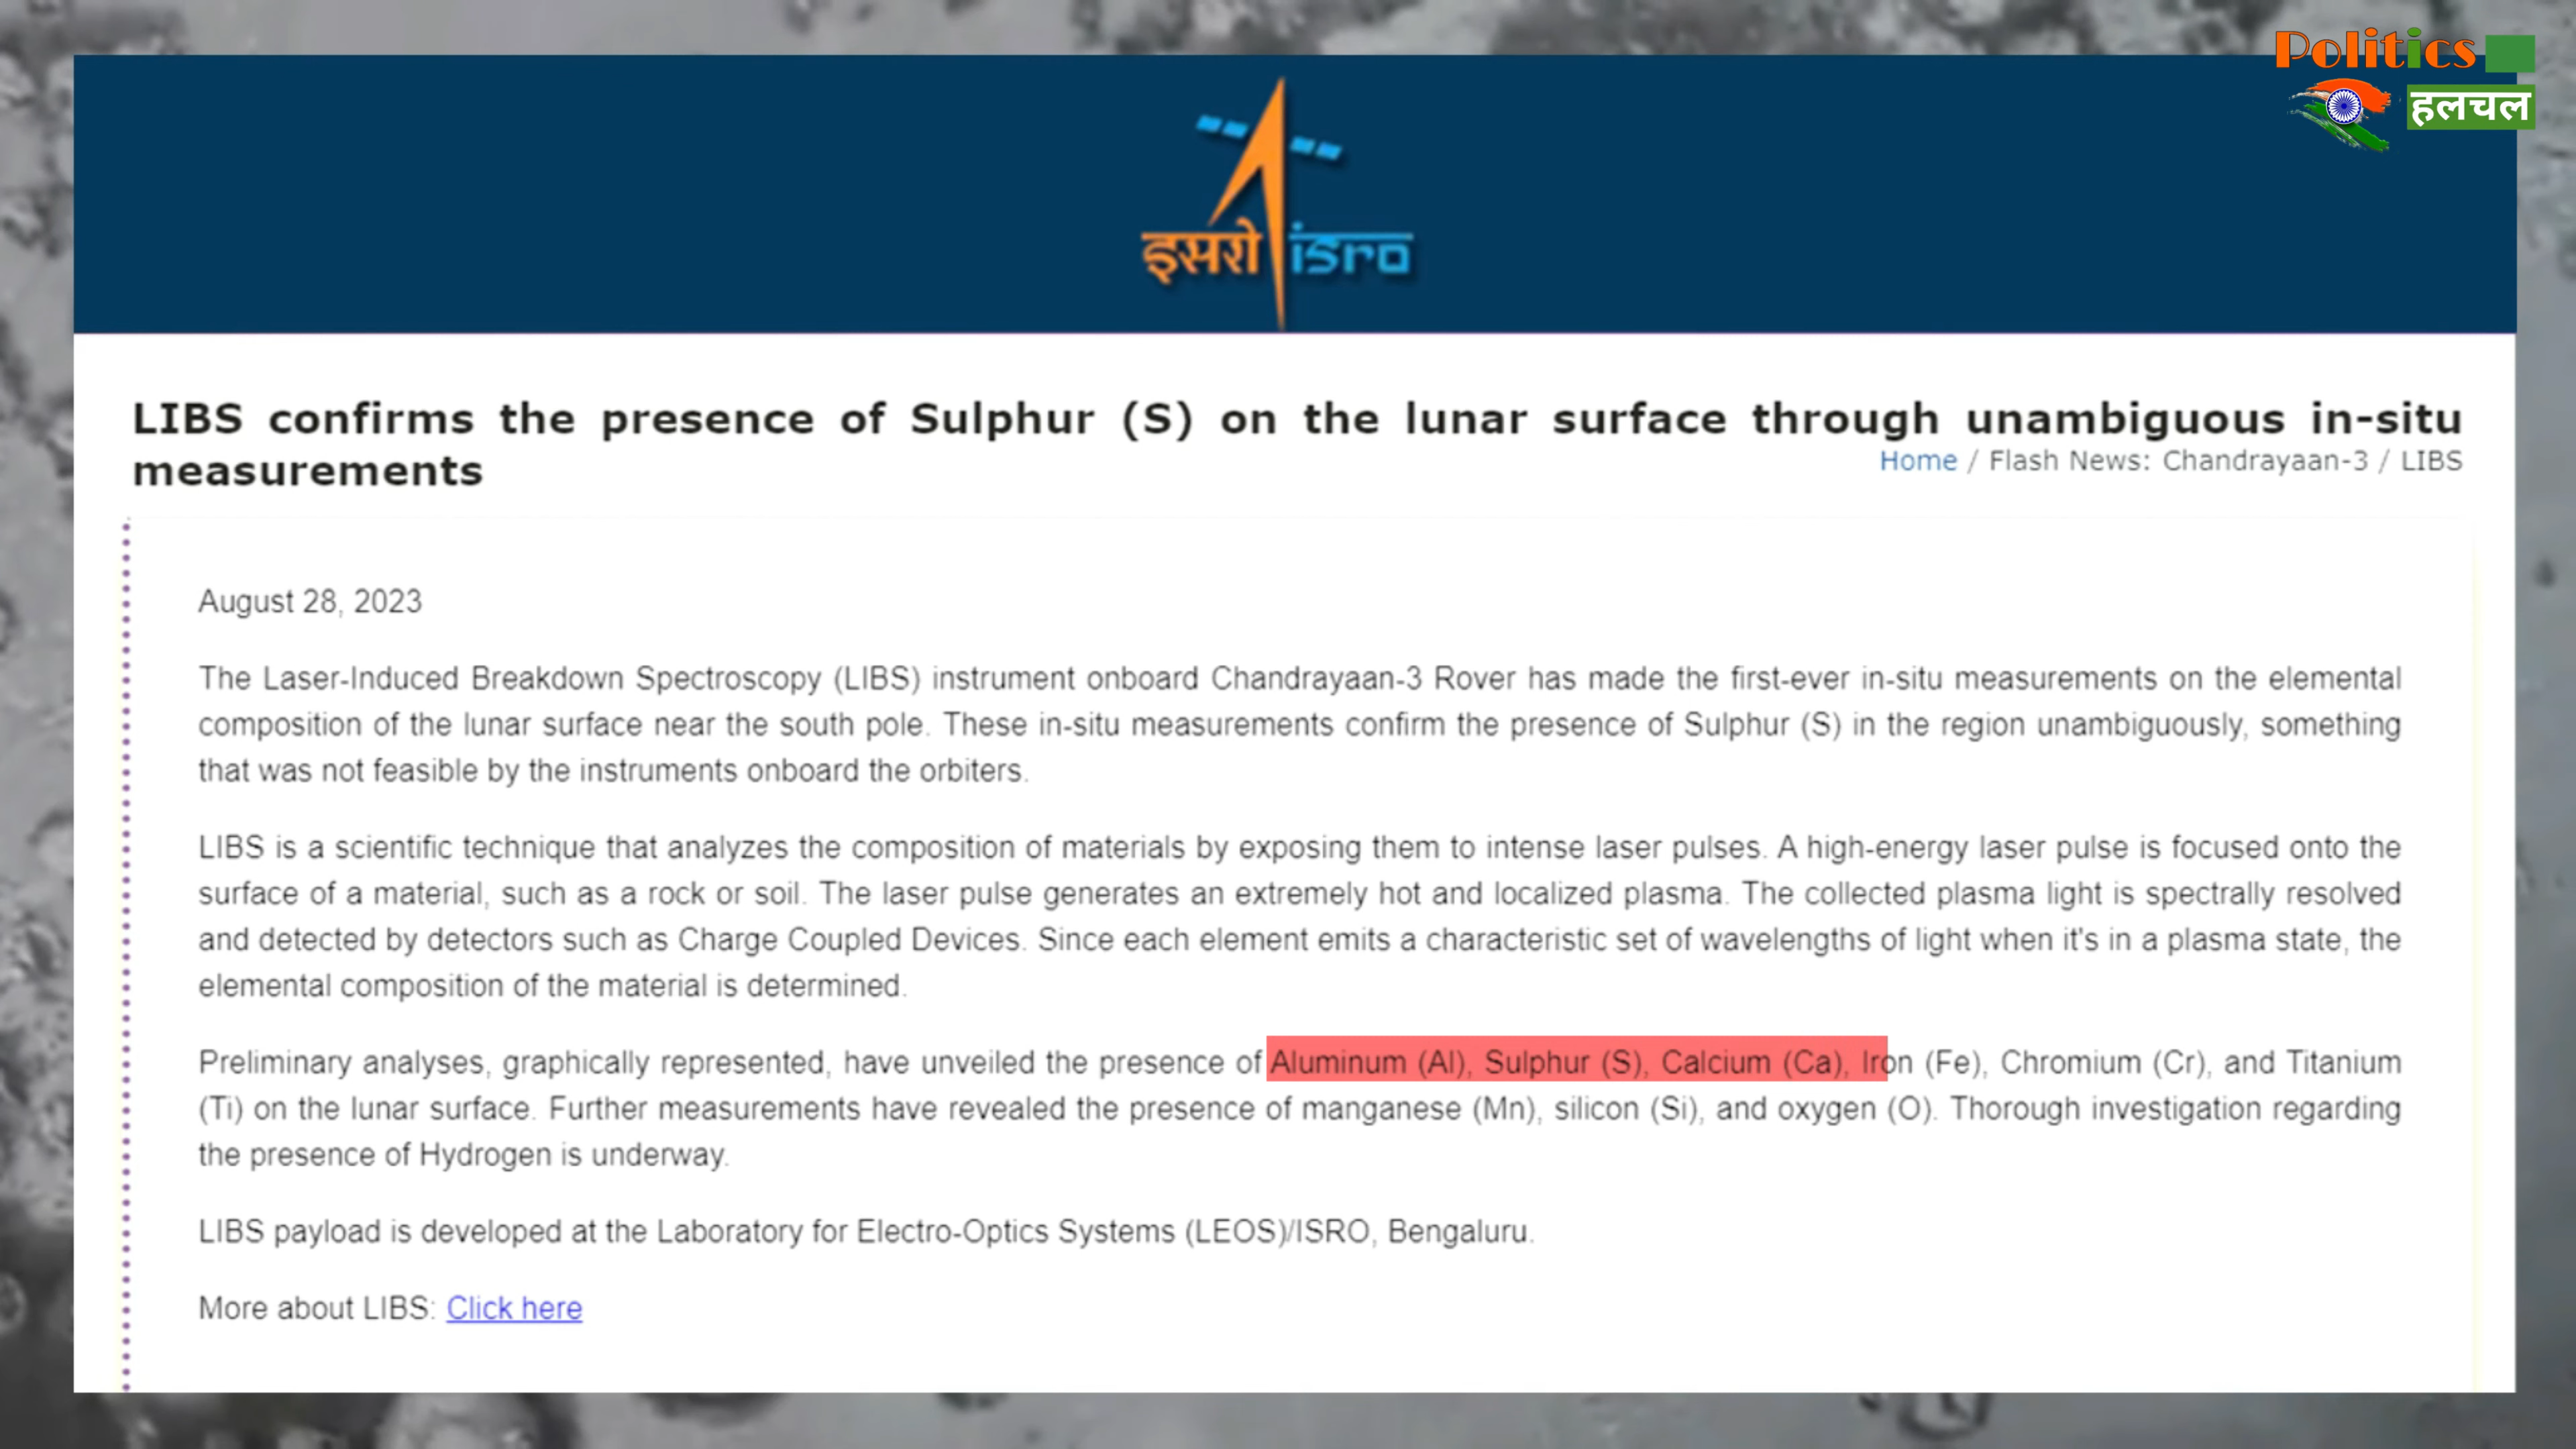 Politics
हलचल
इसरो isro
LIBS confirms the presence of Sulphur (S) on the lunar surface through unambiguous in-situ
measurements
Home / Flash News: Chandrayaan-3 / LIBS
August 28, 2023
The Laser-Induced Breakdown Spectroscopy (LIBS) instrument onboard Chandrayaan-3 Rover has made the first-ever in-situ measurements on the elemental
composition of the lunar surface near the south pole. These in-situ measurements confirm the presence of Sulphur (S) in the region unambiguously, something
that was not feasible by the instruments onboard the orbiters.
LIBS is a scientific technique that analyzes the composition of materials by exposing them to intense laser pulses. A high-energy laser pulse is focused onto the
surface of a material, such as a rock or soil. The laser pulse generates an extremely hot and localized plasma. The collected plasma light is spectrally resolved
and detected by detectors such as Charge Coupled Devices. Since each element emits a characteristic set of wavelengths of light when it's in a plasma state, the
elemental composition of the material is determined.
Preliminary analyses, graphically represented, have unveiled the presence of Aluminum (Al), Sulphur (S), Calcium (Ca), Iron (Fe), Chromium (Cr), and Titanium
(Ti) on the lunar surface. Further measurements have revealed the presence of manganese (Mn), silicon (Si), and oxygen (O). Thorough investigation regarding
the presence of Hydrogen is underway.
LIBS payload is developed at the Laboratory for Electro-Optics Systems (LEOS)/ISRO, Bengaluru.
More about LIBS: Click here